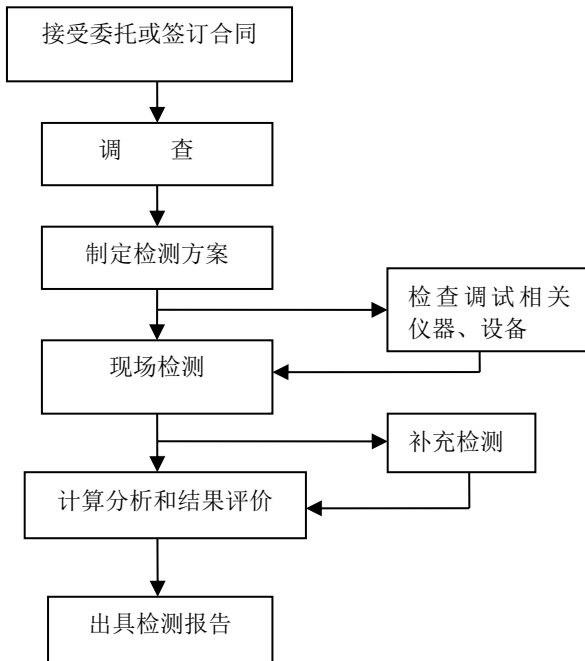 接受委托或签订合同
调 查
制定检测方案
检查调试相关
仪器、设备
现场检测
补充检测
计算分析和结果评价
出具检测报告